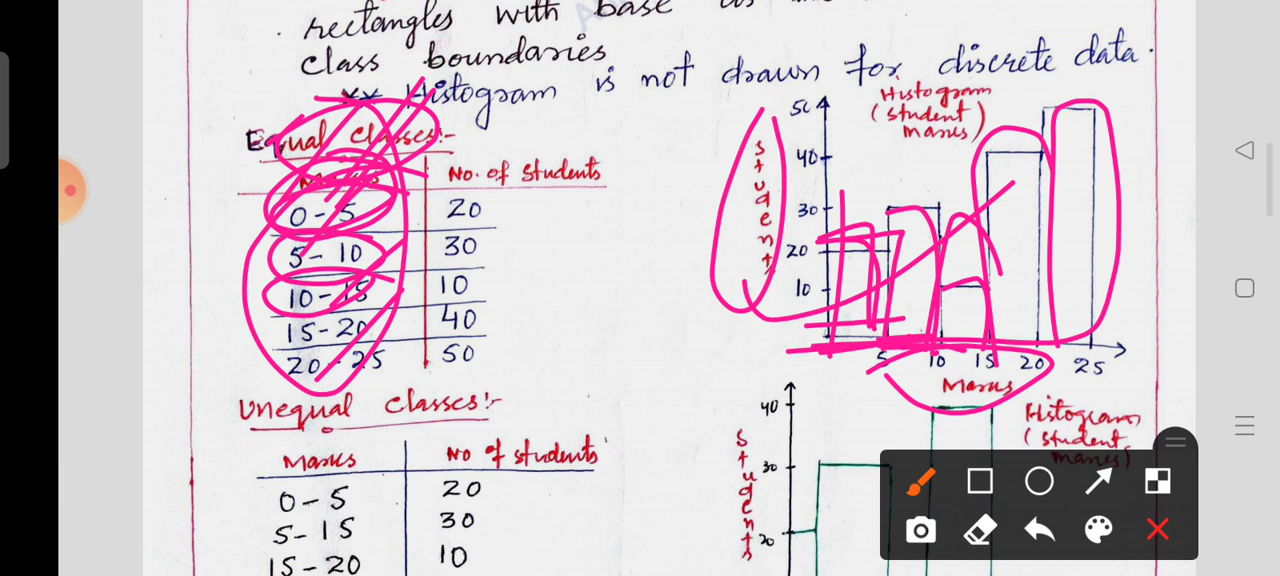 . rectangles with base
class boundaries
** Histogram is not drawn for discrete data.
Equal Classes:-
Marks
No. of Students
0-5 20
5-10 30
10-15 10
15-20 40
20-25 50
Histogram
(student
marks)
students
50
40
30
20
10
5 10 15 20 25
Marks
Unequal Classes:-
Marks No of students
0-5 20
5-15 30
15-20 10
Histogram
(student
marks)
students
40
30
20